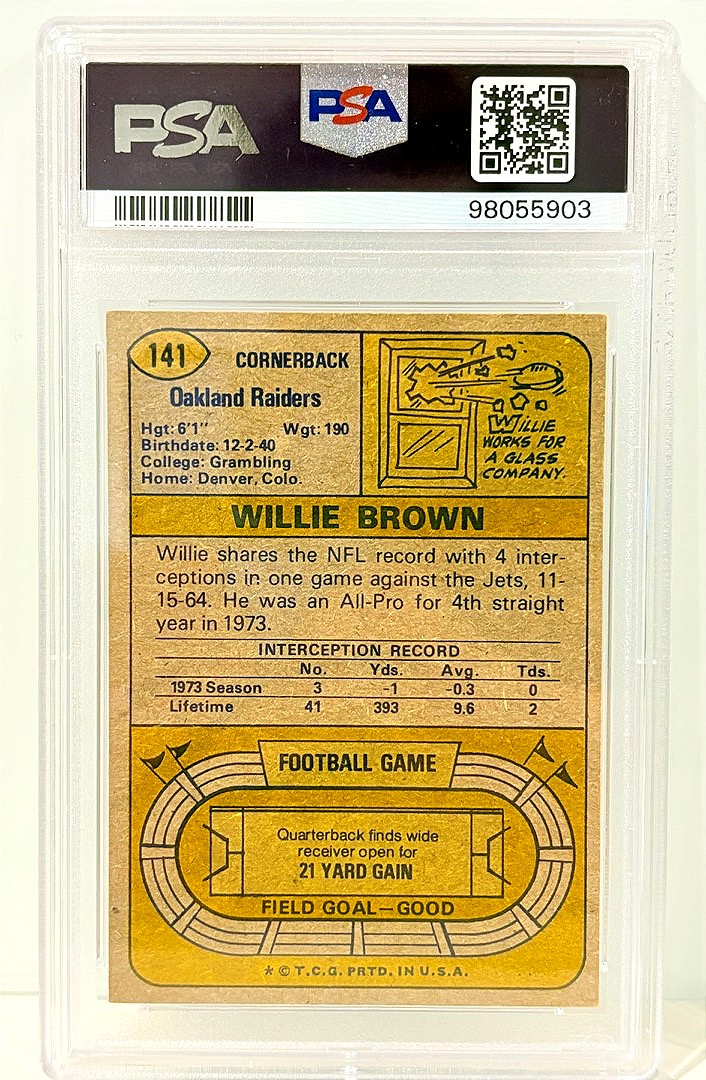 PSA
PSA
98055903
141
CORNERBACK
Oakland Raiders
Hgt: 6'1" Wgt: 190
Birthdate: 12-2-40
College: Grambling
Home: Denver, Colo.
WILLIE
WORKS FOR
A GLASS
COMPANY.
WILLIE BROWN
Willie shares the NFL record with 4 inter-
ceptions in one game against the Jets, 11-
15-64. He was an All-Pro for 4th straight
year in 1973.
INTERCEPTION RECORD
No. Yds. Avg. Tds.
1973 Season 3 -1 -0.3 0
Lifetime 41 393 9.6 2
FOOTBALL GAME
Quarterback finds wide
receiver open for
21 YARD GAIN
FIELD GOAL—GOOD
* © T.C.G. PRTD. IN U.S.A.